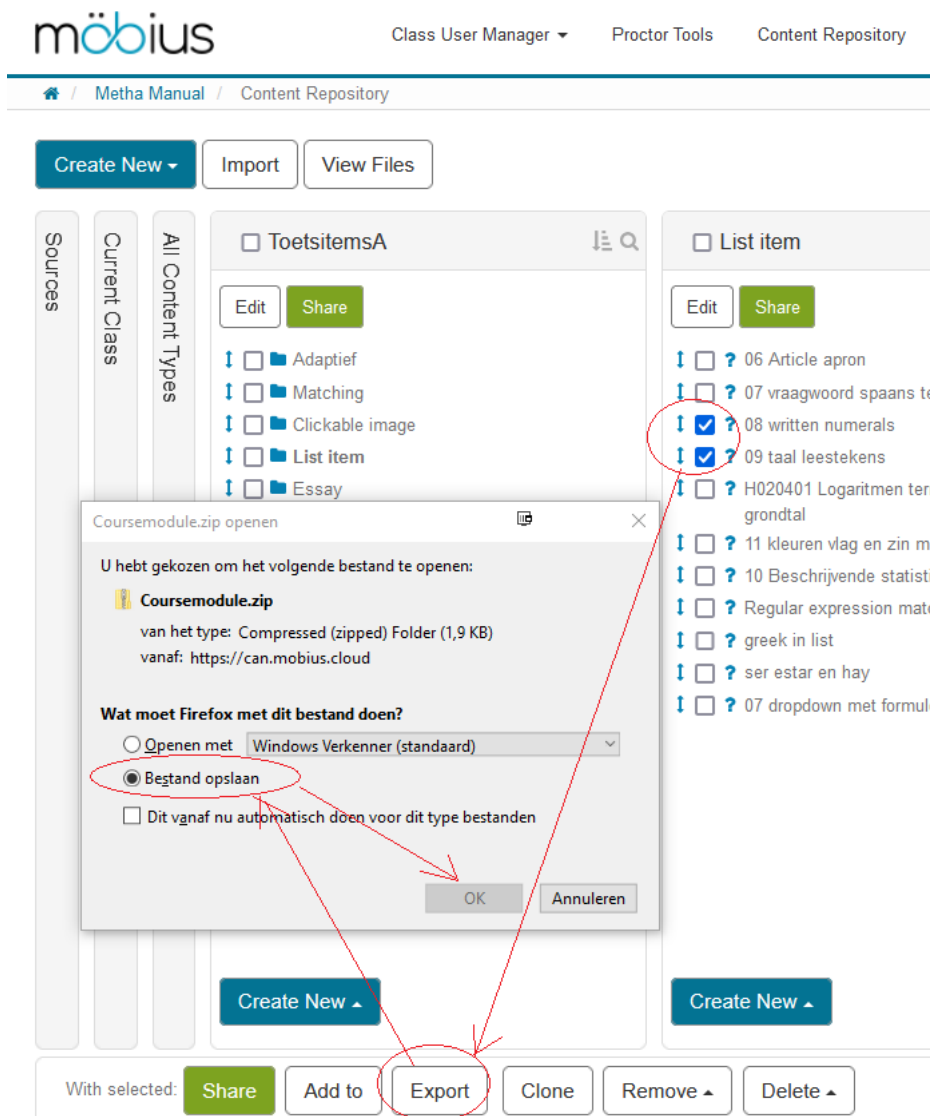 möbius
Class User Manager
Proctor Tools
Content Repository
/ Metha Manual / Content Repository
Create New
Import
View Files
Sources
Current Class
All Content Types
ToetsitemsA
Edit
Share
Adaptief
Matching
Clickable image
List item
Essay
List item
Edit
Share
? 06 Article apron
? 07 vraagwoord spaans te
? 08 written numerals
? 09 taal leestekens
? H020401 Logaritmen ter
grondtal
? 11 kleuren vlag en zin m
? 10 Beschrijvende statisti
? Regular expression mat
? greek in list
? ser estar en hay
? 07 dropdown met formul
Coursemodule.zip openen
U hebt gekozen om het volgende bestand te openen:
Coursemodule.zip
van het type: Compressed (zipped) Folder (1,9 KB)
vanaf: https://can.mobius.cloud
Wat moet Firefox met dit bestand doen?
Openen met Windows Verkenner (standaard)
Bestand opslaan
Dit vanaf nu automatisch doen voor dit type bestanden
OK
Annuleren
Create New
Create New
With selected:
Share
Add to
Export
Clone
Remove
Delete